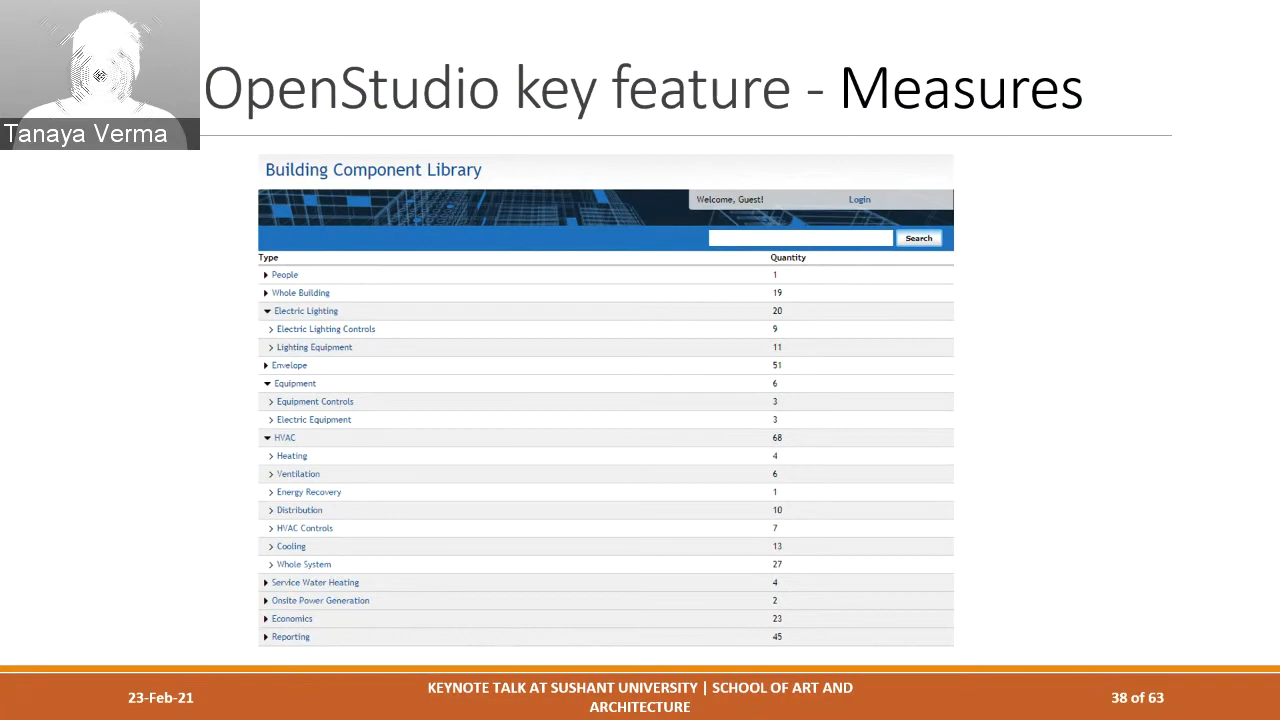 OpenStudio key feature - Measures
Tanaya Verma
Building Component Library
Welcome, Guest! Login
Search
Type Quantity
People 1
Whole Building 19
Electric Lighting 20
Electric Lighting Controls 9
Lighting Equipment 11
Envelope 51
Equipment 6
Equipment Controls 3
Electric Equipment 3
HVAC 68
Heating 4
Ventilation 6
Energy Recovery 1
Distribution 10
HVAC Controls 7
Cooling 13
Whole System 27
Service Water Heating 4
Onsite Power Generation 2
Economics 23
Reporting 45
23-Feb-21
KEYNOTE TALK AT SUSHANT UNIVERSITY | SCHOOL OF ART AND
ARCHITECTURE
38 of 63